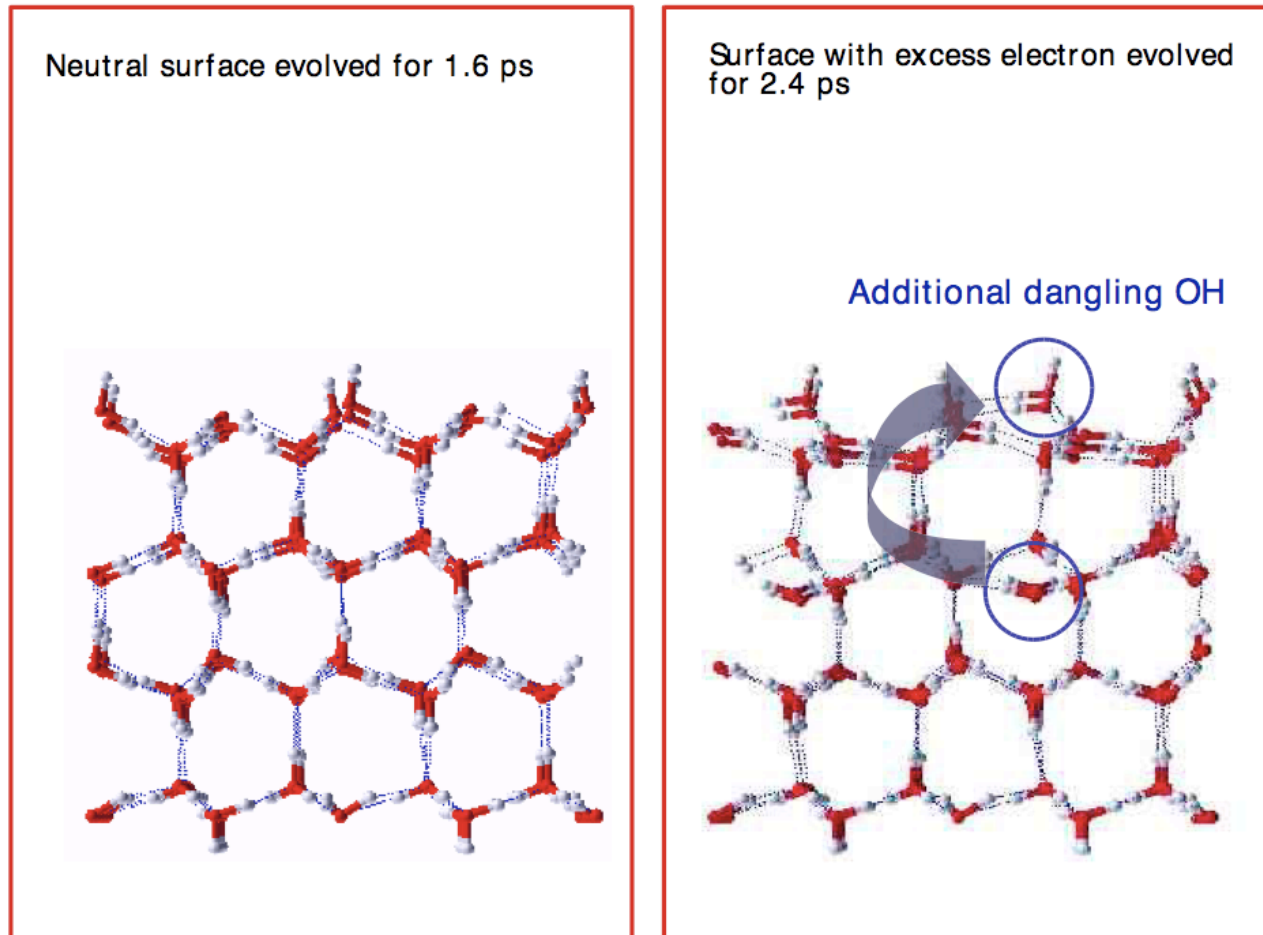 Neutral surface evolved for 1.6 ps
Surface with excess electron evolved
for 2.4 ps
Additional dangling OH